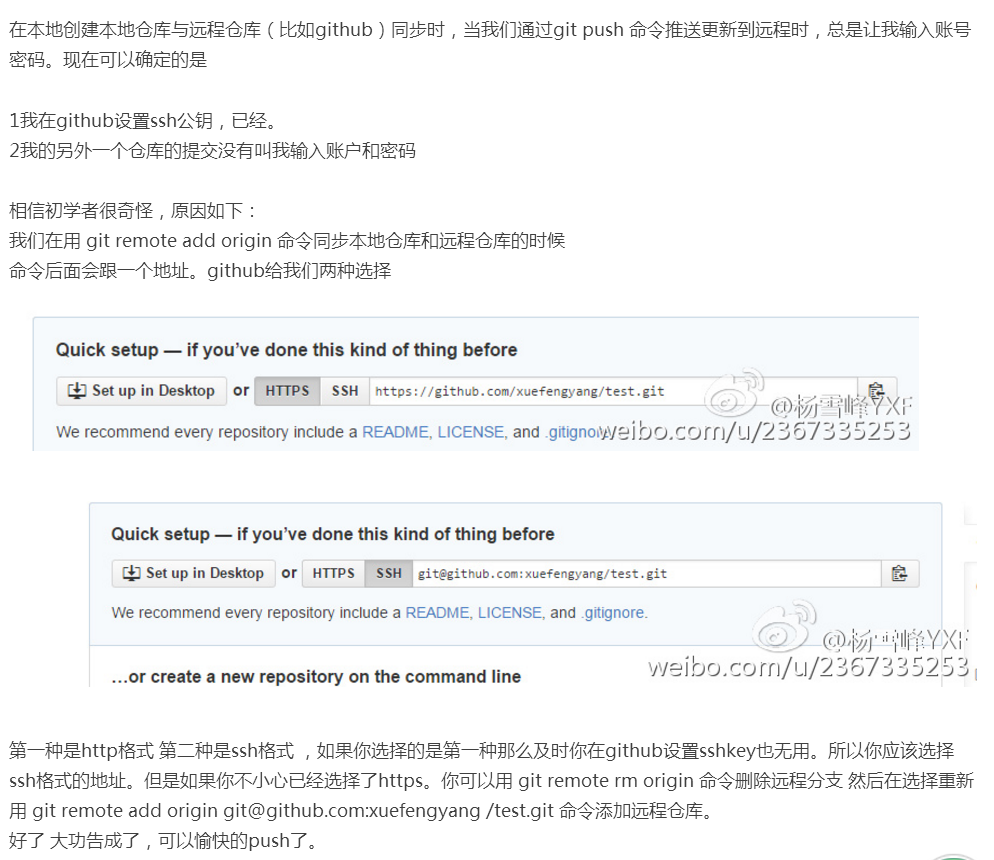 在本地创建本地仓库与远程仓库（比如github）同步时，当我们通过git push 命令推送更新到远程时，总是让我输入账号
密码。现在可以确定的是
1我在github设置ssh公钥，已经。
2我的另外一个仓库的提交没有叫我输入账户和密码
相信初学者很奇怪，原因如下：
我们在用 git remote add origin 命令同步本地仓库和远程仓库的时候
命令后面会跟一个地址。github给我们两种选择
Quick setup — if you’ve done this kind of thing before
Set up in Desktop or HTTPS SSH https://github.com/xuefengyang/test.git
@杨雪峰YXF
We recommend every repository include a README, LICENSE, and .gitignore
weibo.com/u/2367335253
Quick setup — if you’ve done this kind of thing before
Set up in Desktop or HTTPS SSH git@github.com:xuefengyang/test.git
We recommend every repository include a README, LICENSE, and .gitignore.
@杨雪峰YXF
weibo.com/u/2367335253
…or create a new repository on the command line
第一种是http格式 第二种是ssh格式 ，如果你选择的是第一种那么及时你在github设置sshkey也无用。所以你应该选择
ssh格式的地址。但是如果你不小心已经选择了https。你可以用 git remote rm origin 命令删除远程分支 然后在选择重新
用 git remote add origin git@github.com:xuefengyang /test.git 命令添加远程仓库。
好了 大功告成了，可以愉快的push了。